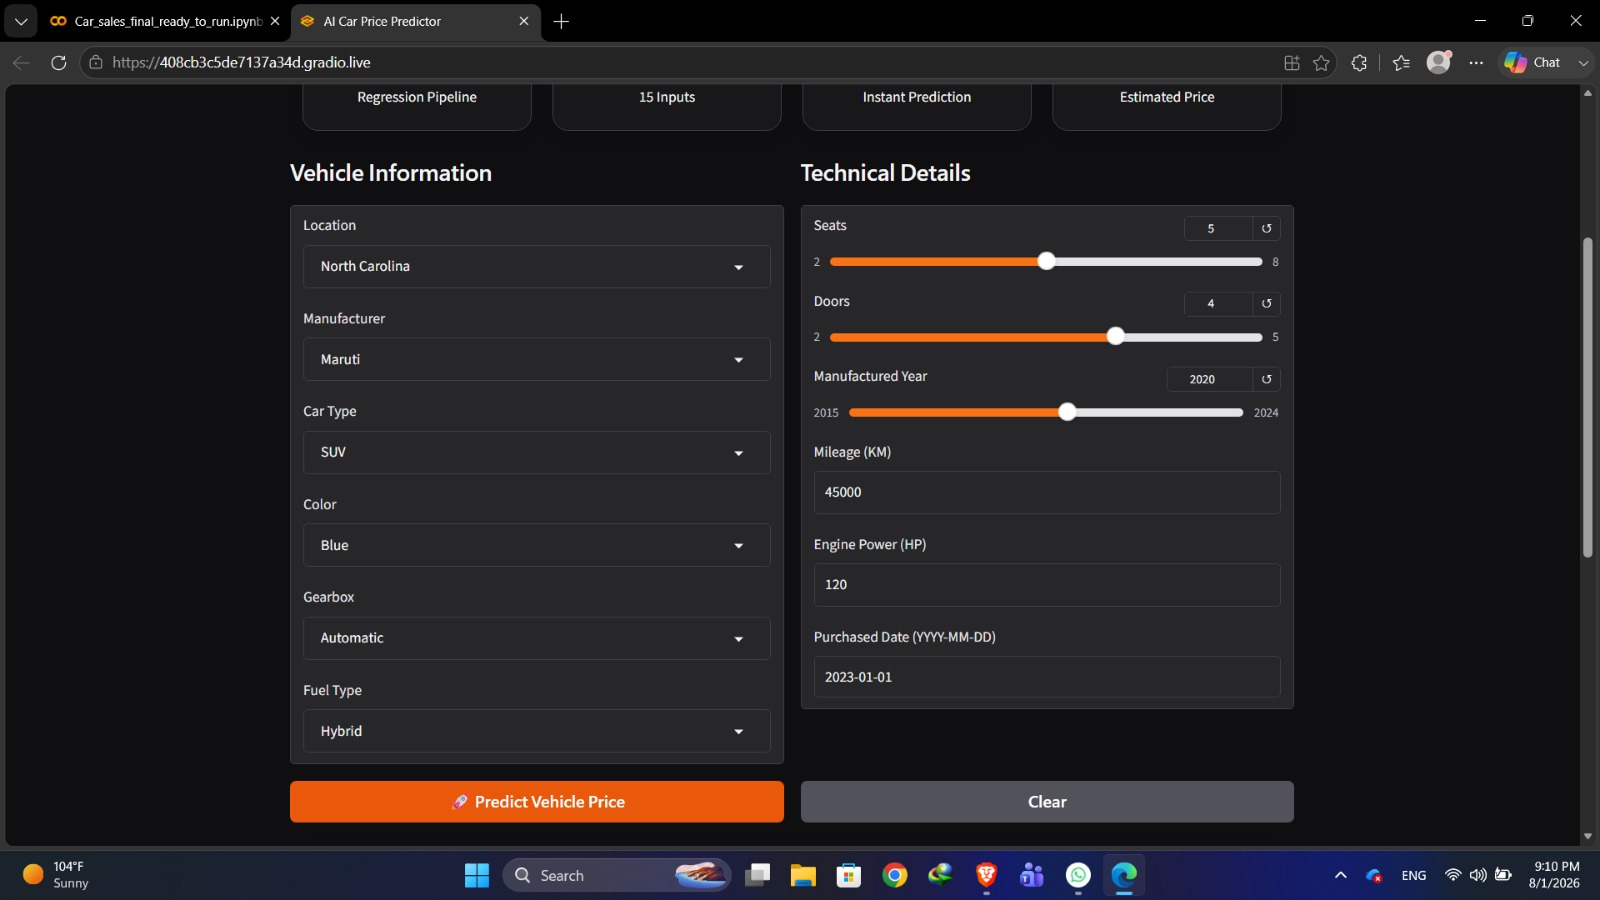 Car_sales_final_ready_to_run.ipynb
AI Car Price Predictor
https://408cb3c5de7137a34d.gradio.live
Chat
Regression Pipeline
15 Inputs
Instant Prediction
Estimated Price
Vehicle Information
Location
North Carolina
Manufacturer
Maruti
Car Type
SUV
Color
Blue
Gearbox
Automatic
Fuel Type
Hybrid
🚀 Predict Vehicle Price
Technical Details
Seats
5
2
8
Doors
4
2
5
Manufactured Year
2020
2015
2024
Mileage (KM)
45000
Engine Power (HP)
120
Purchased Date (YYYY-MM-DD)
2023-01-01
Clear
104°F
Sunny
Search
ENG
9:10 PM
8/1/2026